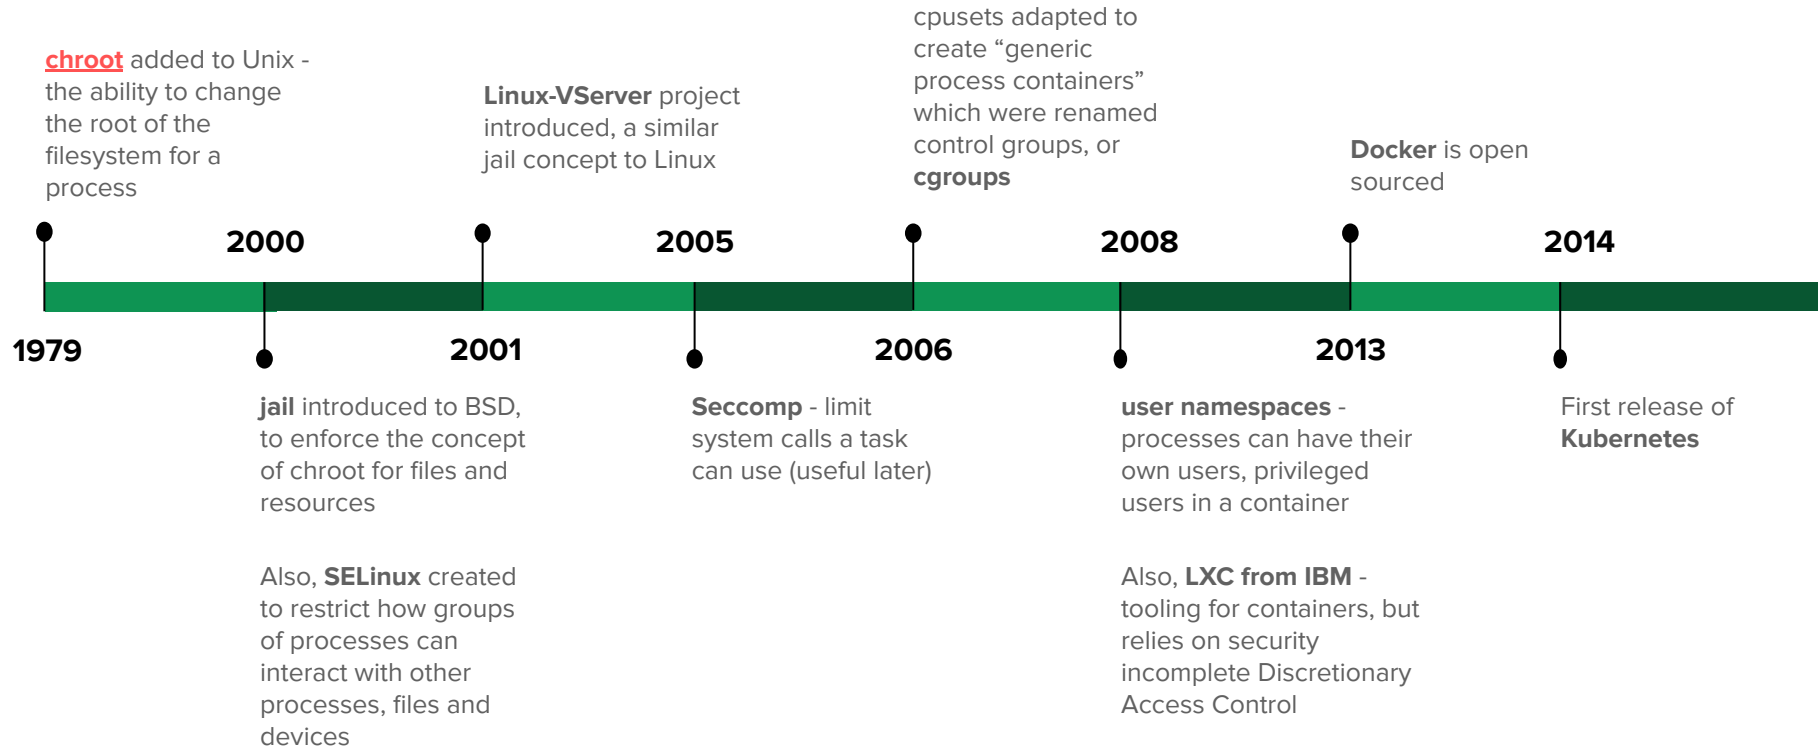 chroot added to Unix -
the ability to change
the root of the
filesystem for a
process
1979
2000
jail introduced to BSD,
to enforce the concept
of chroot for files and
resources
Also, SELinux created
to restrict how groups
of processes can
interact with other
processes, files and
devices
Linux-VServer project
introduced, a similar
jail concept to Linux
2001
2005
Seccomp - limit
system calls a task
can use (useful later)
cpusets adapted to
create “generic
process containers”
which were renamed
control groups, or
cgroups
2006
2008
user namespaces -
processes can have their
own users, privileged
users in a container
Also, LXC from IBM -
tooling for containers, but
relies on security
incomplete Discretionary
Access Control
Docker is open
sourced
2013
2014
First release of
Kubernetes